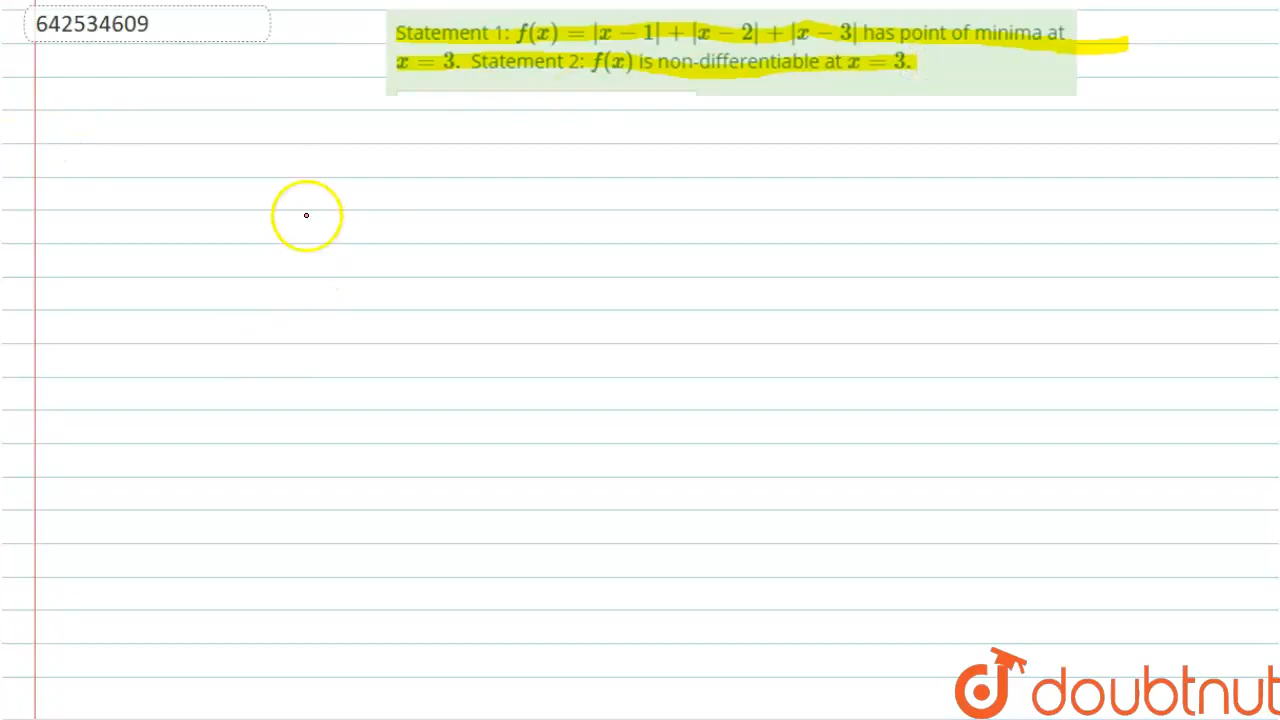 642534609
Statement 1: f(x) = |x − 1| + |x − 2| + |x − 3| has point of minima at
x = 3. Statement 2: f(x) is non-differentiable at x = 3.
doubtnut